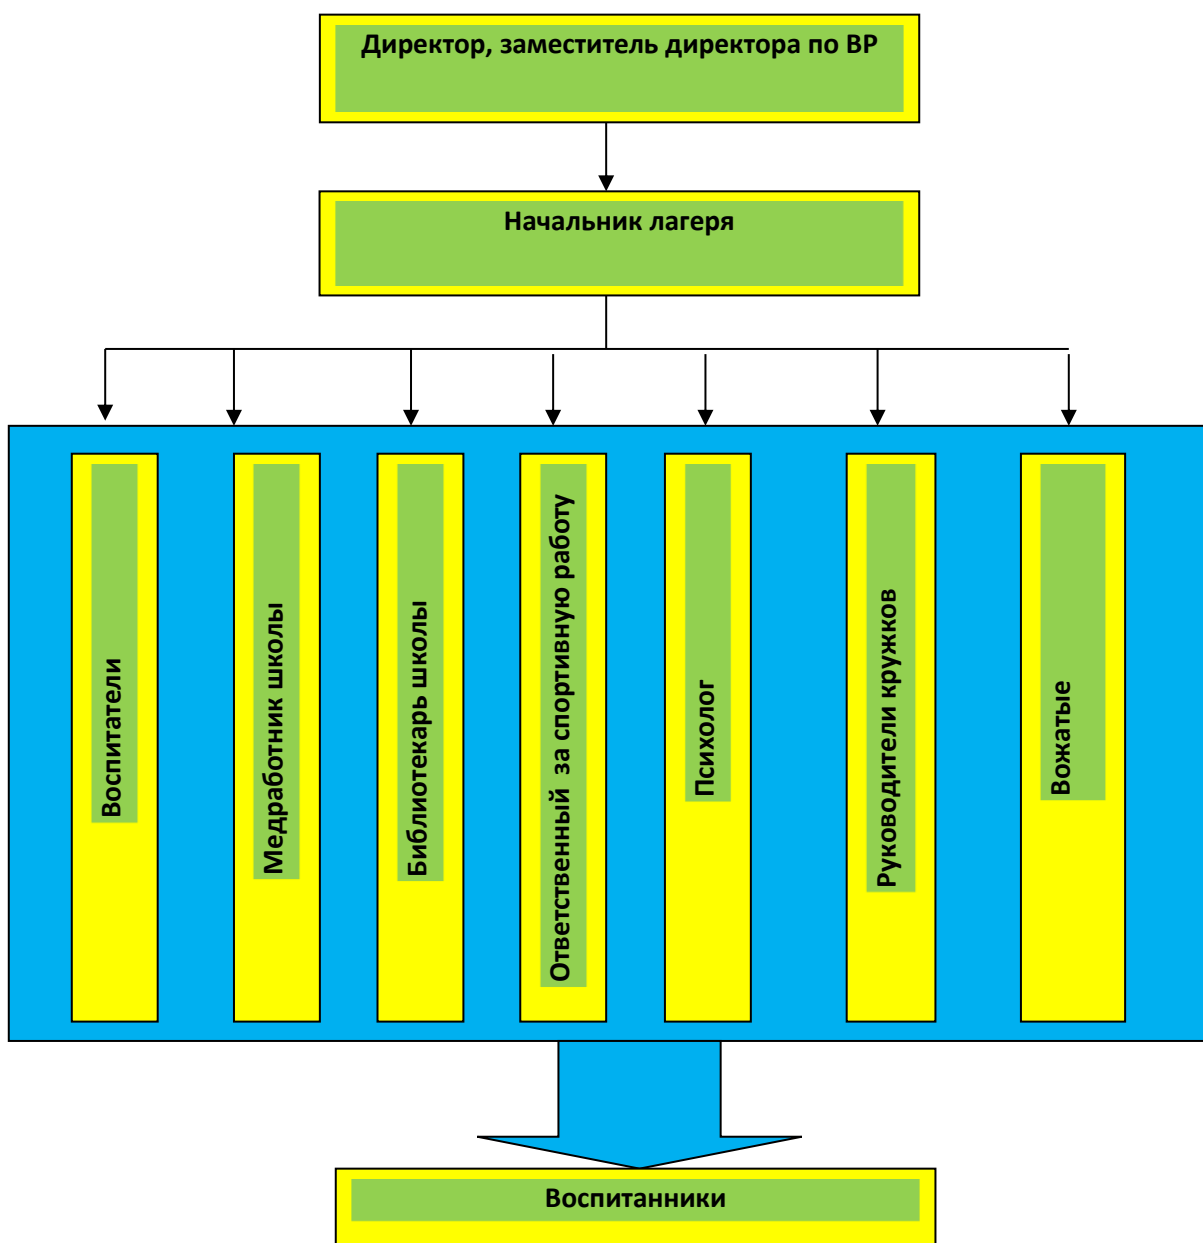 Директор, заместитель директора по ВР
Начальник лагеря
Воспитатели
Медработник школы
Библиотекарь школы
Ответственный за спортивную работу
Психолог
Руководители кружков
Вожатые
Воспитанники